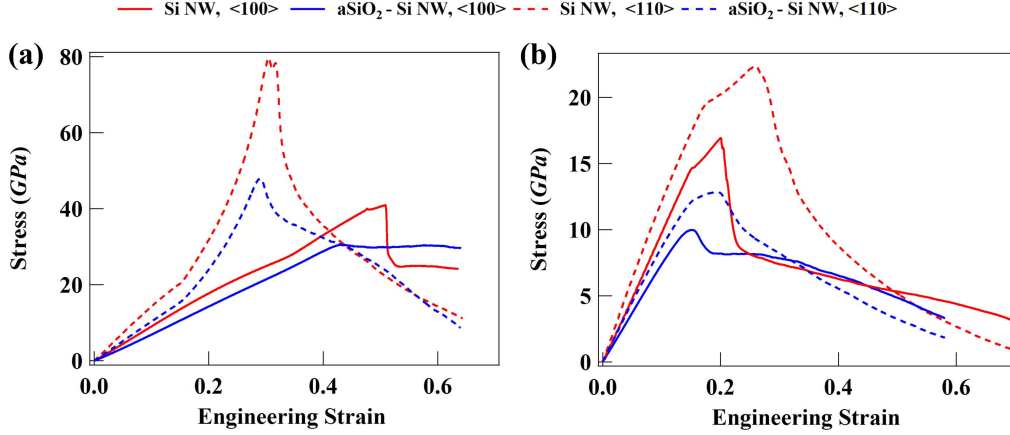 Si NW, <100> aSiO₂ - Si NW, <100> Si NW, <110> aSiO₂ - Si NW, <110>
(a)
80
60
40
20
0
Stress (GPa)
0.0 0.2 0.4 0.6
Engineering Strain
(b)
20
15
10
5
0
Stress (GPa)
0.0 0.2 0.4 0.6
Engineering Strain